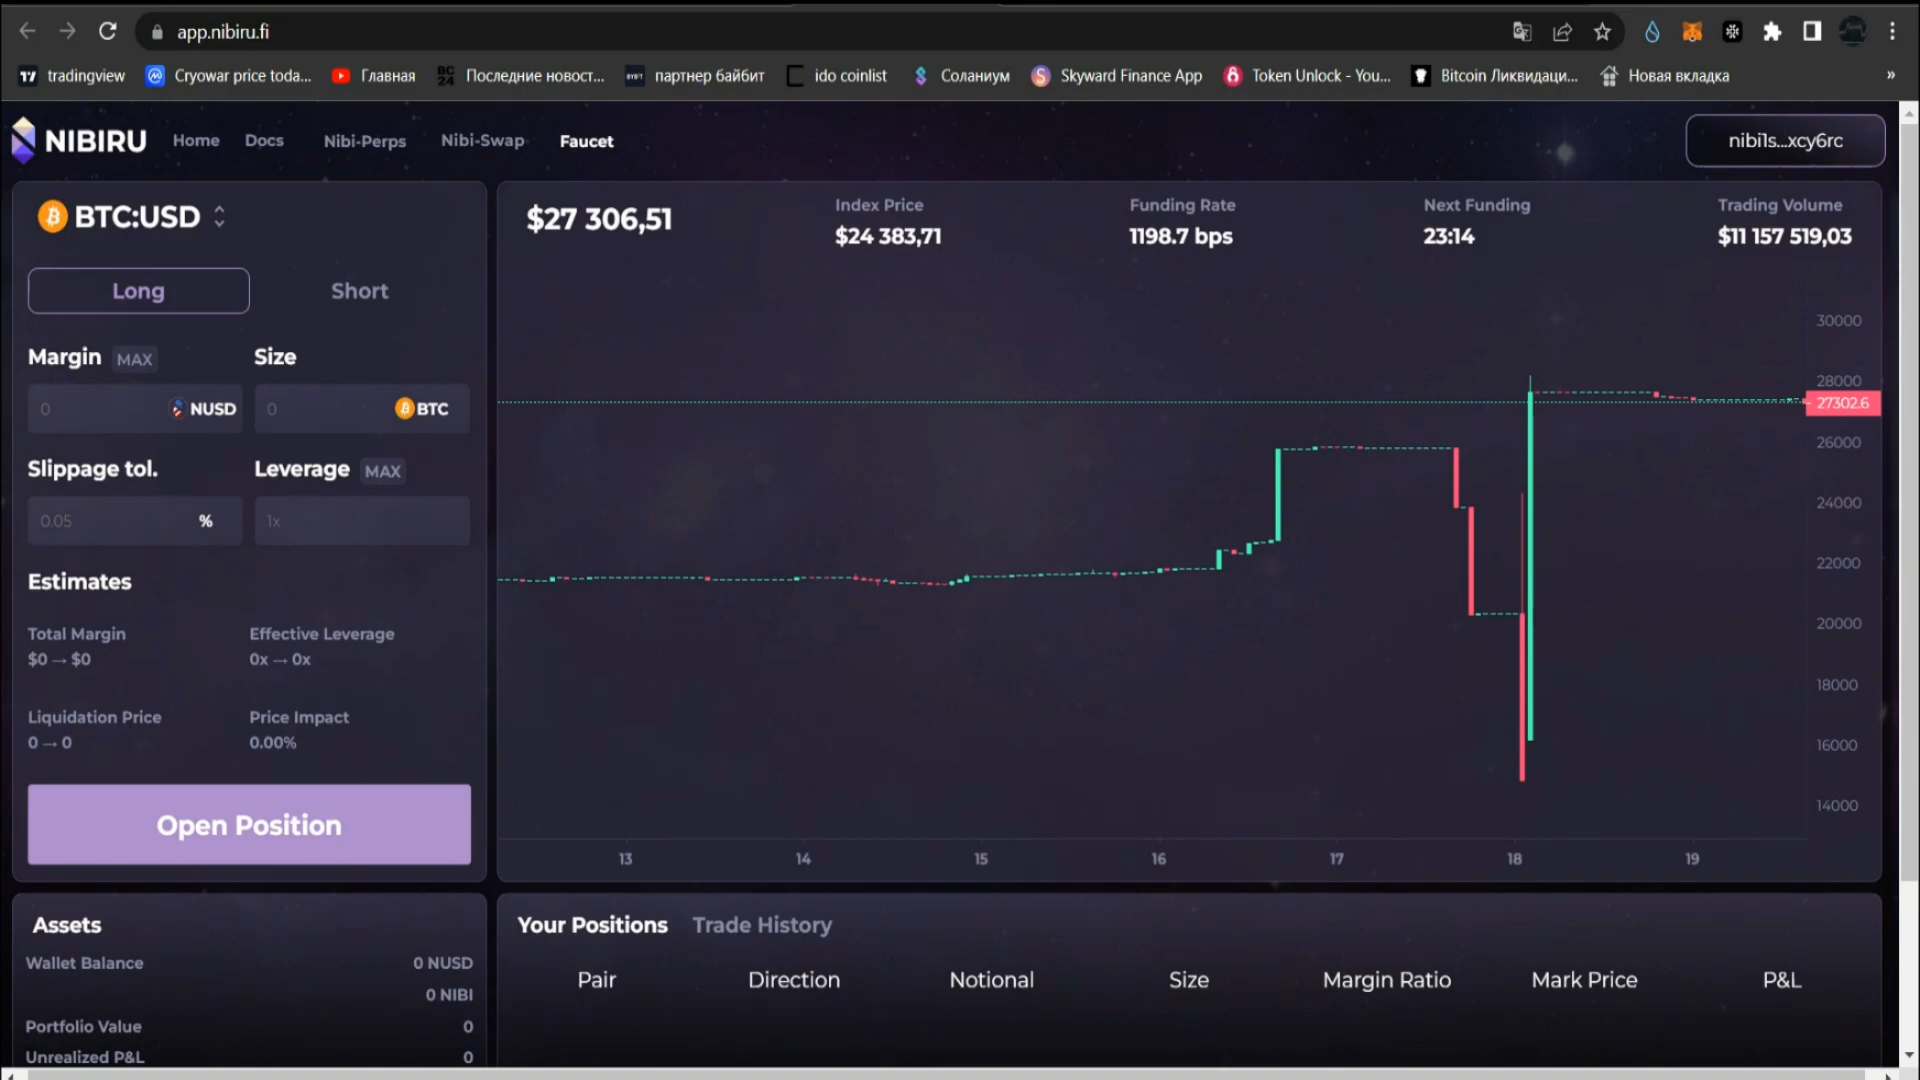 app.nibiru.fi
tradingview
Cryowar price toda...
Главная
BC 24
Последние новост...
BYBIT
партнер байбит
ido coinlist
Соланиум
Skyward Finance App
Token Unlock - You...
Bitcoin Ликвидаци...
Новая вкладка
»
NIBIRU
Home
Docs
Nibi-Perps
Nibi-Swap
Faucet
nibi1s...xcy6rc
BTC:USD
$27 306,51
Index Price
$24 383,71
Funding Rate
1198.7 bps
Next Funding
23:14
Trading Volume
$11 157 519,03
Long
Short
Margin MAX
Size
0 NUSD
0 BTC
Slippage tol.
Leverage MAX
0.05 %
1x
Estimates
Total Margin
$0 → $0
Effective Leverage
0x → 0x
Liquidation Price
0 → 0
Price Impact
0.00%
Open Position
30000
28000
27302.6
26000
24000
22000
20000
18000
16000
14000
13
14
15
16
17
18
19
Assets
Wallet Balance
0 NUSD
0 NIBI
Portfolio Value
0
Unrealized P&L
0
Your Positions
Trade History
Pair
Direction
Notional
Size
Margin Ratio
Mark Price
P&L